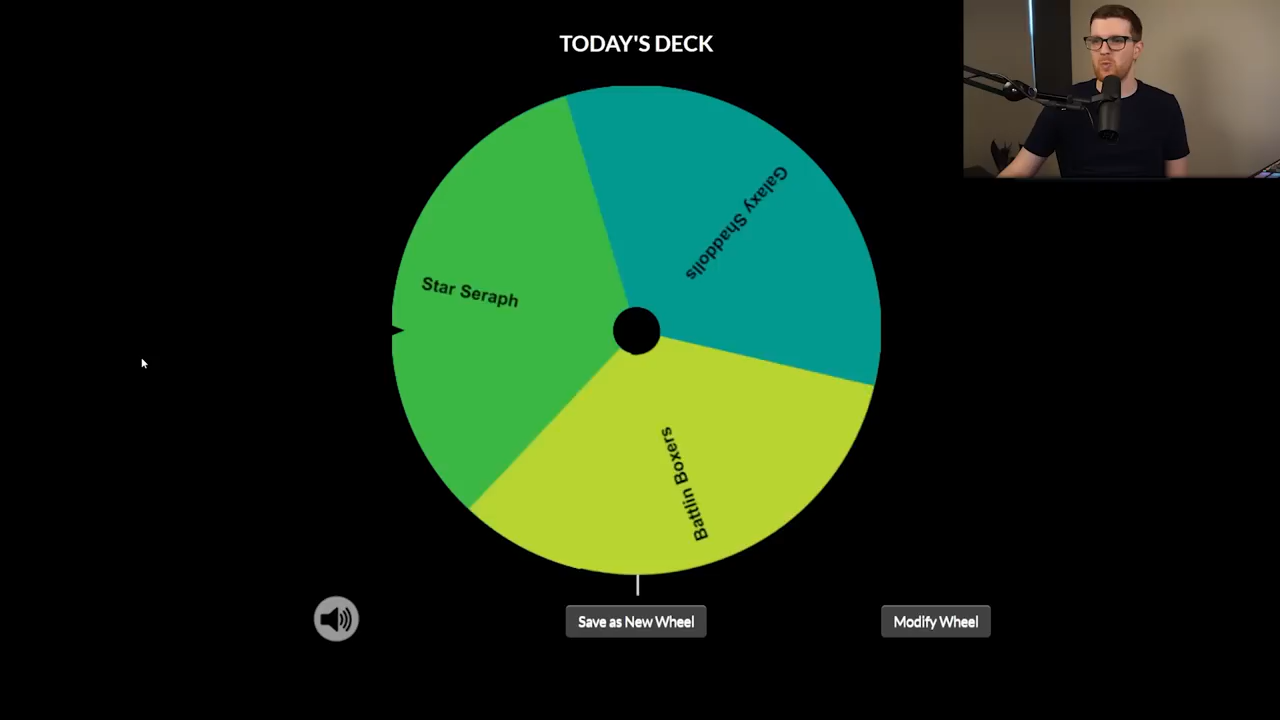 TODAY'S DECK
Galaxy Shaddolls
Star Seraph
Battlin Boxers
Save as New Wheel
Modify Wheel